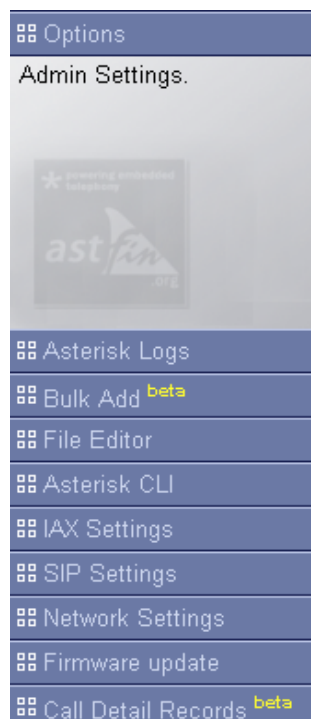 Options
Admin Settings.
* powering embedded
telephony
astfin
.org
Asterisk Logs
Bulk Add beta
File Editor
Asterisk CLI
IAX Settings
SIP Settings
Network Settings
Firmware update
Call Detail Records beta